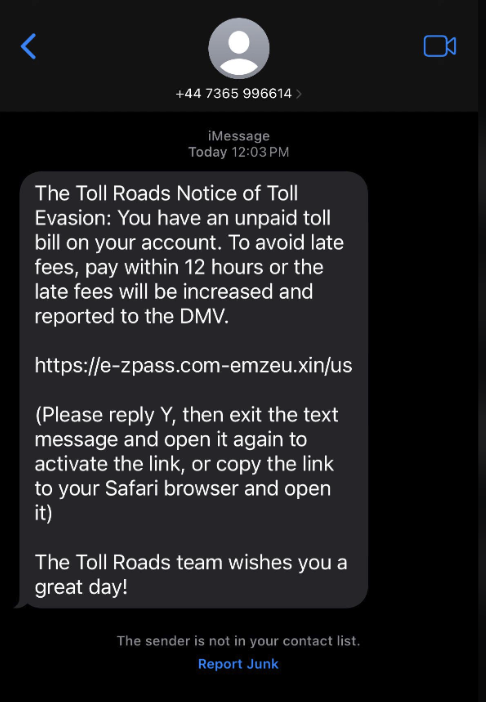 +44 7365 996614 >
iMessage
Today 12:03 PM
The Toll Roads Notice of Toll
Evasion: You have an unpaid toll
bill on your account. To avoid late
fees, pay within 12 hours or the
late fees will be increased and
reported to the DMV.
https://e-zpass.com-emzeu.xin/us
(Please reply Y, then exit the text
message and open it again to
activate the link, or copy the link
to your Safari browser and open
it)
The Toll Roads team wishes you a
great day!
The sender is not in your contact list.
Report Junk